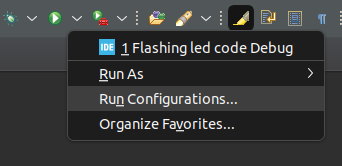 IDE 1 Flashing led code Debug
Run As
Run Configurations...
Organize Favorites...